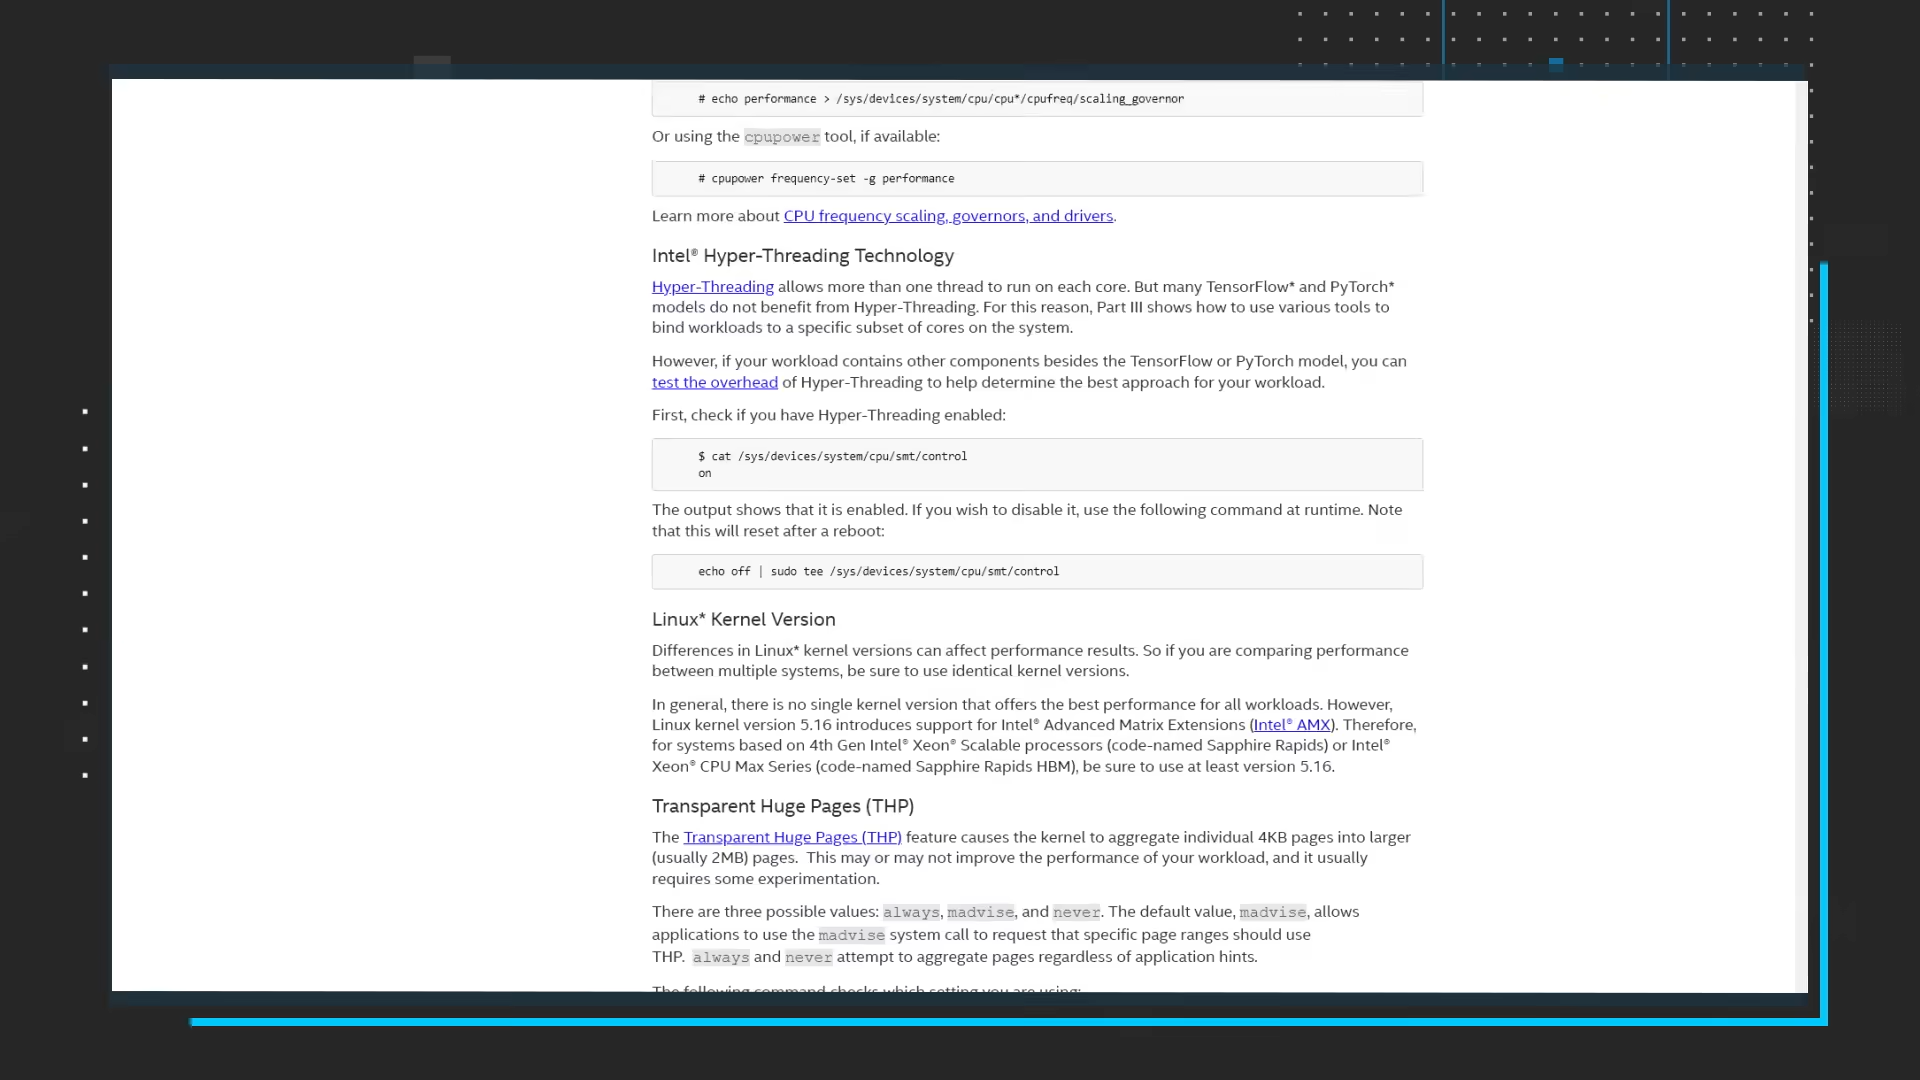 # echo performance > /sys/devices/system/cpu/cpu*/cpufreq/scaling_governor
Or using the cpupower tool, if available:
# cpupower frequency-set -g performance
Learn more about CPU frequency scaling, governors, and drivers.
Intel® Hyper-Threading Technology
Hyper-Threading allows more than one thread to run on each core. But many TensorFlow* and PyTorch*
models do not benefit from Hyper-Threading. For this reason, Part III shows how to use various tools to
bind workloads to a specific subset of cores on the system.
However, if your workload contains other components besides the TensorFlow or PyTorch model, you can
test the overhead of Hyper-Threading to help determine the best approach for your workload.
First, check if you have Hyper-Threading enabled:
$ cat /sys/devices/system/cpu/smt/control
on
The output shows that it is enabled. If you wish to disable it, use the following command at runtime. Note
that this will reset after a reboot:
echo off | sudo tee /sys/devices/system/cpu/smt/control
Linux* Kernel Version
Differences in Linux* kernel versions can affect performance results. So if you are comparing performance
between multiple systems, be sure to use identical kernel versions.
In general, there is no single kernel version that offers the best performance for all workloads. However,
Linux kernel version 5.16 introduces support for Intel® Advanced Matrix Extensions (Intel® AMX). Therefore,
for systems based on 4th Gen Intel® Xeon® Scalable processors (code-named Sapphire Rapids) or Intel®
Xeon® CPU Max Series (code-named Sapphire Rapids HBM), be sure to use at least version 5.16.
Transparent Huge Pages (THP)
The Transparent Huge Pages (THP) feature causes the kernel to aggregate individual 4KB pages into larger
(usually 2MB) pages. This may or may not improve the performance of your workload, and it usually
requires some experimentation.
There are three possible values: always, madvise, and never. The default value, madvise, allows
applications to use the madvise system call to request that specific page ranges should use
THP. always and never attempt to aggregate pages regardless of application hints.
The following command checks which setting you are using: